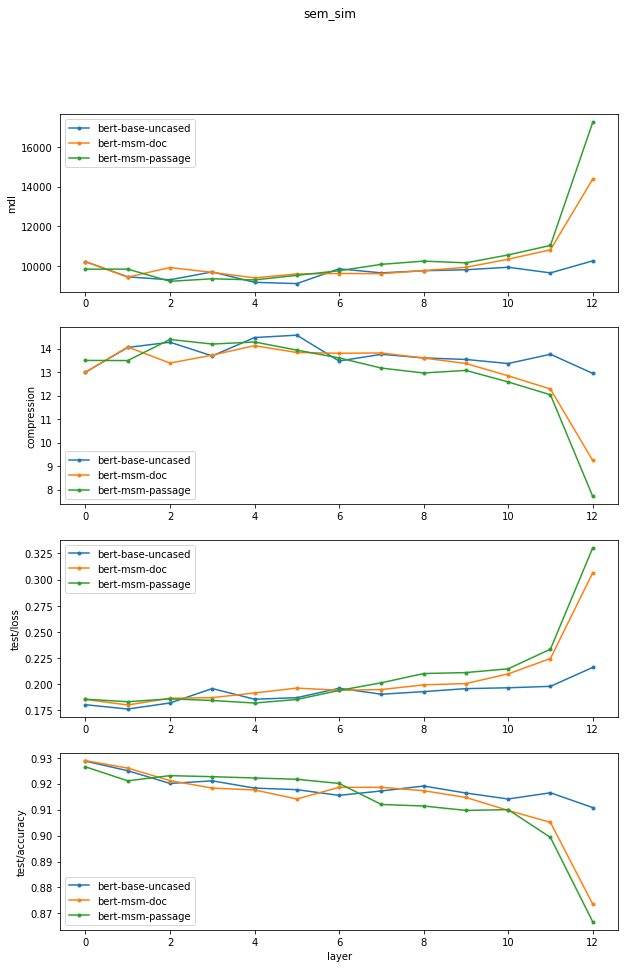 sem_sim
bert-base-uncased
bert-msm-doc
bert-msm-passage
16000
14000
12000
10000
mdl
0 2 4 6 8 10 12
14
13
12
11
10
9
8
compression
bert-base-uncased
bert-msm-doc
bert-msm-passage
0 2 4 6 8 10 12
bert-base-uncased
bert-msm-doc
bert-msm-passage
0.325
0.300
0.275
0.250
0.225
0.200
0.175
test/loss
0 2 4 6 8 10 12
0.93
0.92
0.91
0.90
0.89
0.88
0.87
test/accuracy
bert-base-uncased
bert-msm-doc
bert-msm-passage
0 2 4 6 8 10 12
layer